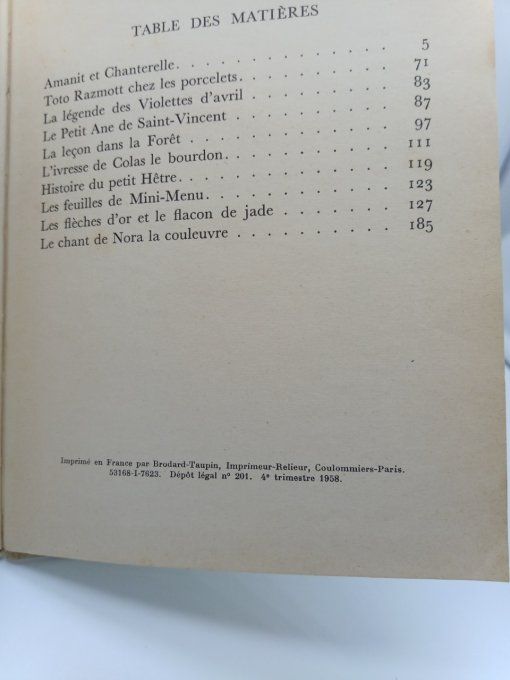 TABLE DES MATIÈRES
Amanit et Chanterelle. . . . . . . . . . . . 5
Toto Razmott chez les porcelets. . . . . . . . . 71
La légende des Violettes d'avril . . . . . . . . . 83
Le Petit Ane de Saint-Vincent . . . . . . . . . 87
La leçon dans la Forêt . . . . . . . . . . . 97
L'ivresse de Colas le bourdon. . . . . . . . . . 111
Histoire du petit Hêtre. . . . . . . . . . . . 119
Les feuilles de Mini-Menu. . . . . . . . . . . 123
Les flèches d'or et le flacon de jade . . . . . . . 127
Le chant de Nora la couleuvre . . . . . . . . . 185
Imprimé en France par Brodard-Taupin, Imprimeur-Relieur, Coulommiers-Paris.
53168-I-7623. Dépôt légal nº 201. 4e trimestre 1958.